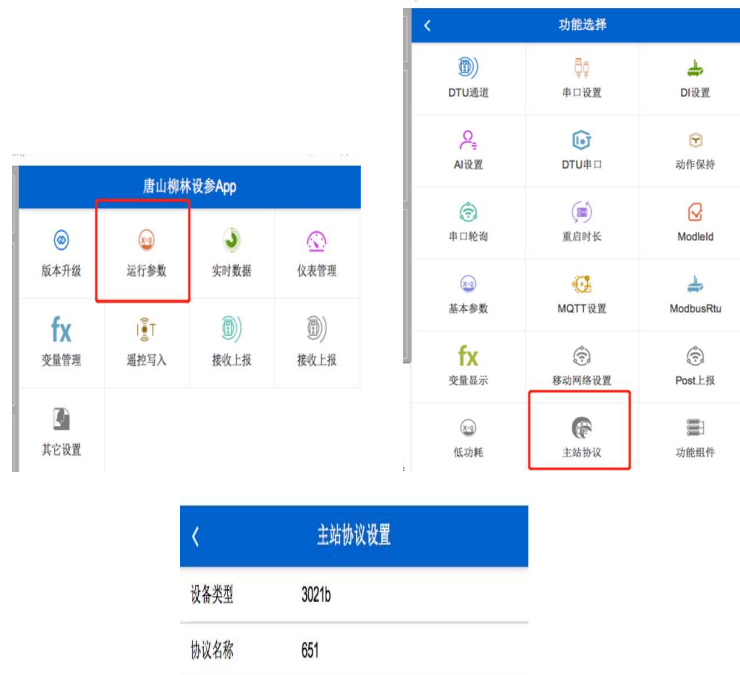 唐山柳林设参App
版本升级 运行参数 实时数据 仪表管理
fx
变量管理 遥控写入 接收上报 接收上报
其它设置
功能选择
DTU通道 串口设置 DI设置
AI设置 DTU串口 动作保持
串口轮询 重启时长 ModleId
基本参数 MQTT设置 ModbusRtu
fx
变量显示 移动网络设置 Post上报
低功耗 主站协议 功能组件
主站协议设置
设备类型 3021b
协议名称 651